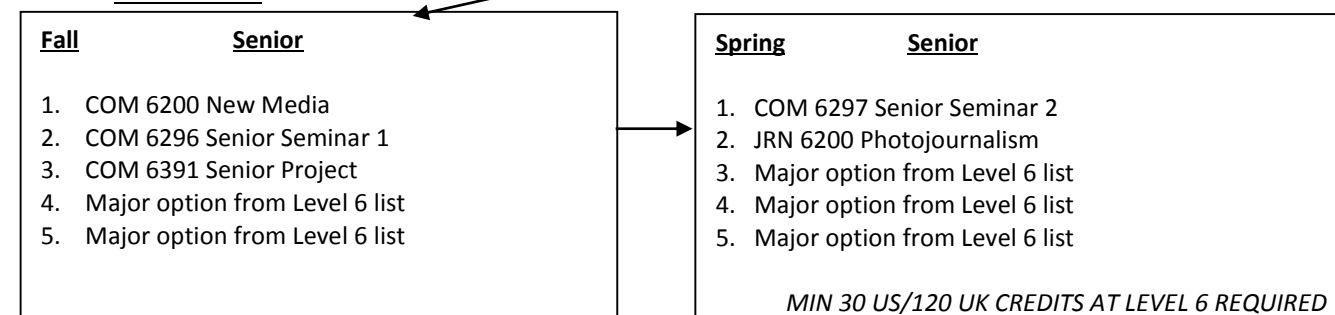 Fall Senior
1. COM 6200 New Media
2. COM 6296 Senior Seminar 1
3. COM 6391 Senior Project
4. Major option from Level 6 list
5. Major option from Level 6 list
Spring Senior
1. COM 6297 Senior Seminar 2
2. JRN 6200 Photojournalism
3. Major option from Level 6 list
4. Major option from Level 6 list
5. Major option from Level 6 list
MIN 30 US/120 UK CREDITS AT LEVEL 6 REQUIRED